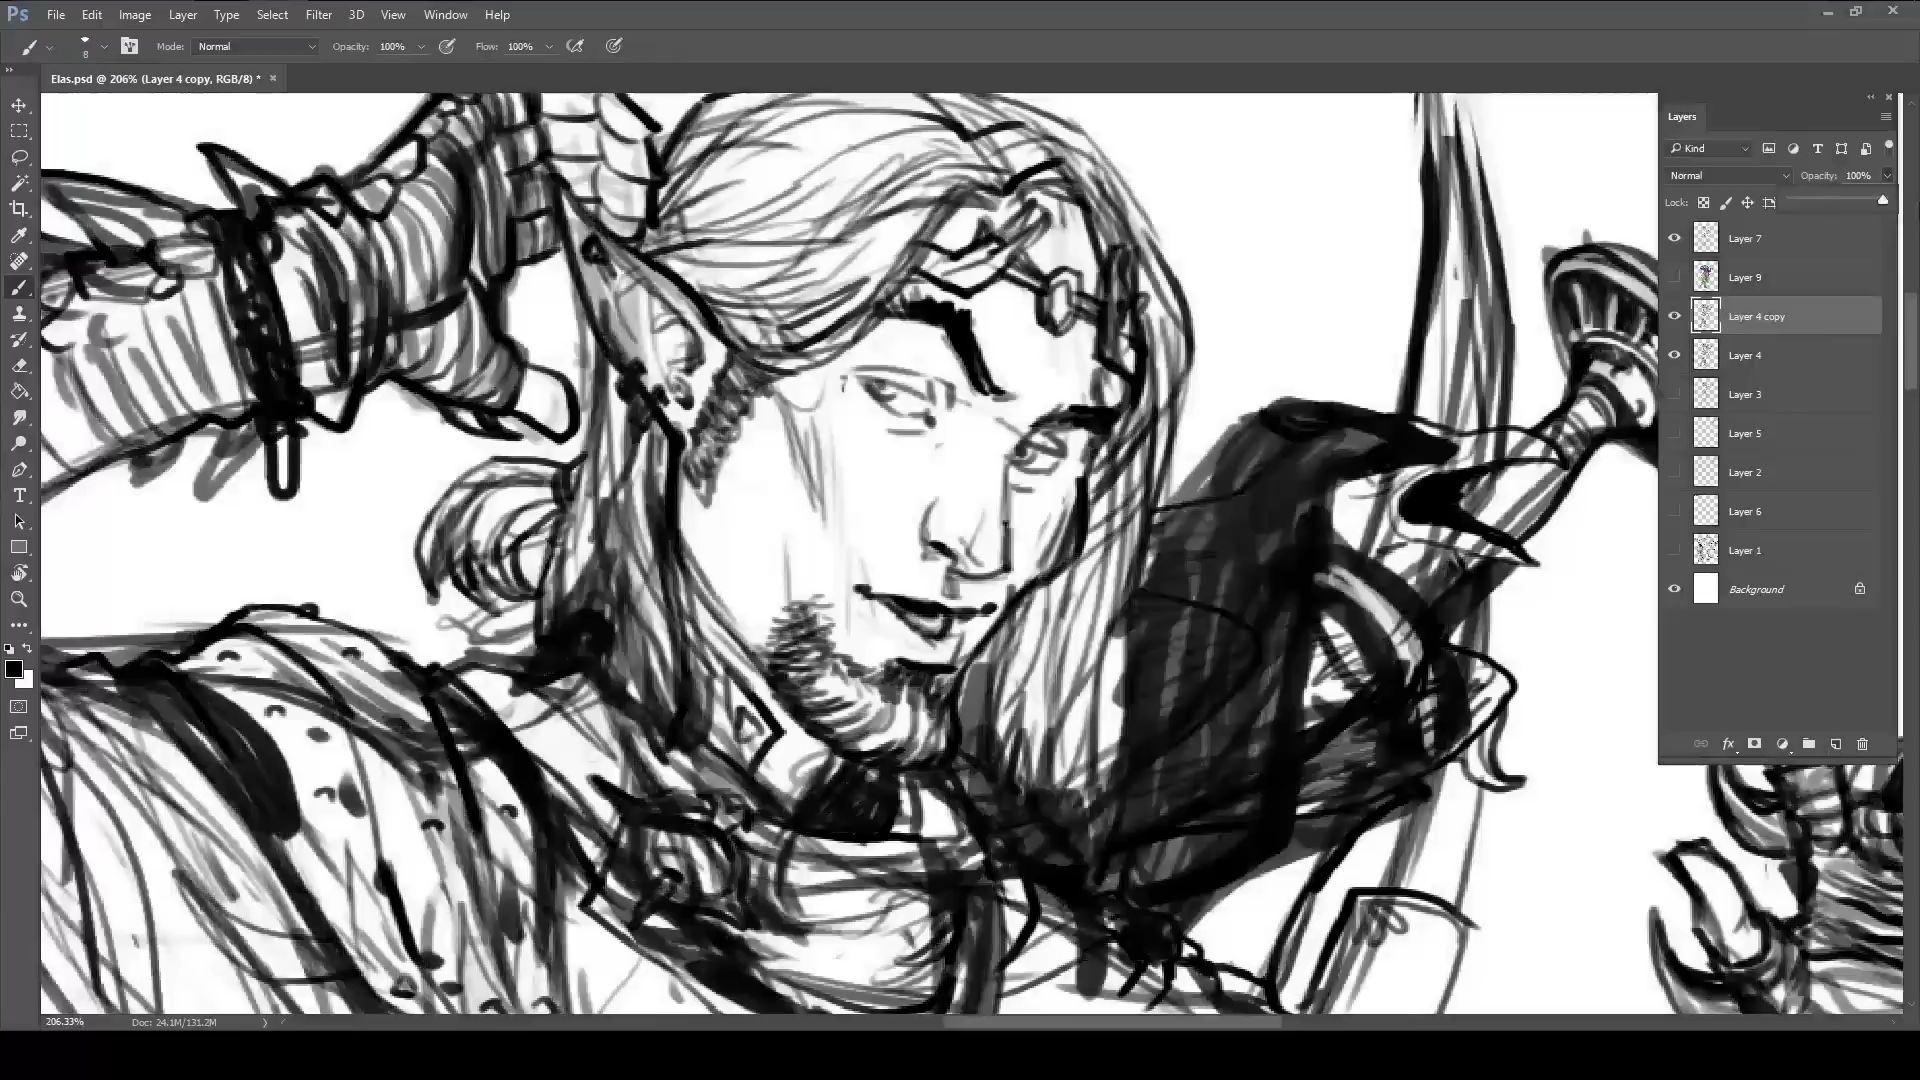 Ps File Edit Image Layer Type Select Filter 3D View Window Help
8 Mode: Normal Opacity: 100% Flow: 100%
Elas.psd @ 206% (Layer 4 copy, RGB/8) *
Layers
Kind
Normal Opacity: 100%
Lock:
Layer 7
Layer 9
Layer 4 copy
Layer 4
Layer 3
Layer 5
Layer 2
Layer 6
Layer 1
Background
fx
206.33% Doc: 24.1M/131.2M